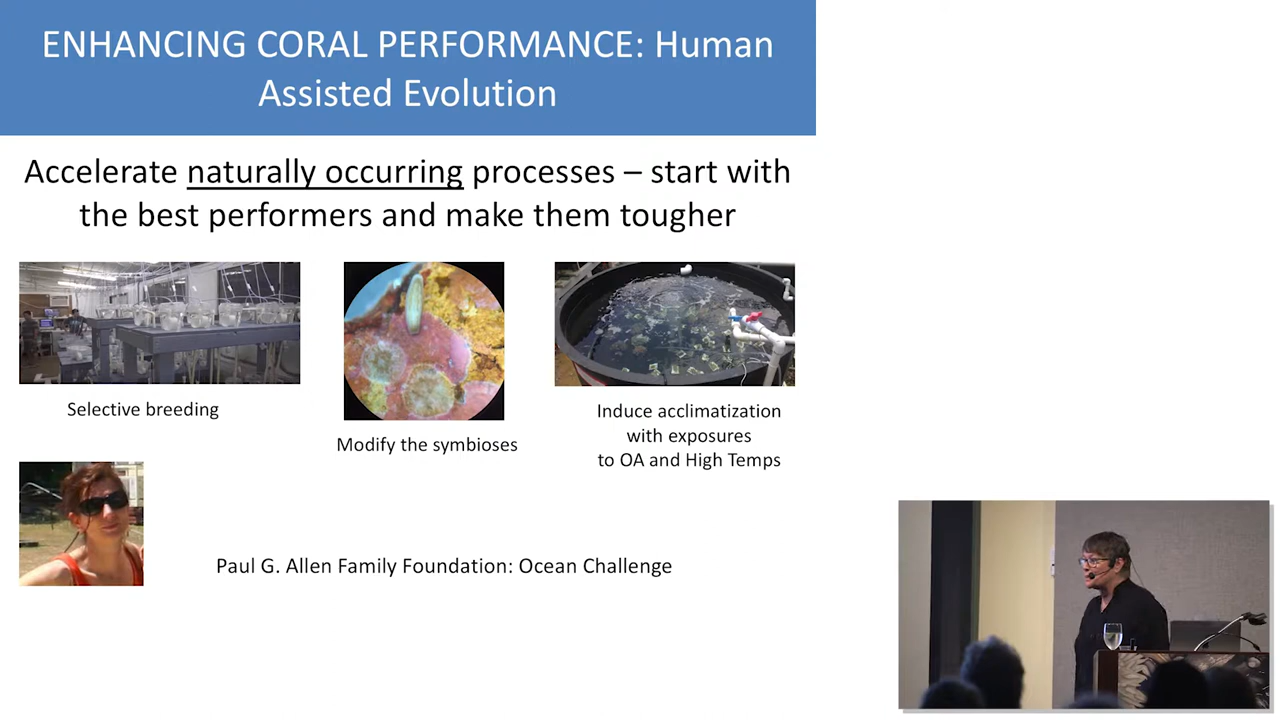 ENHANCING CORAL PERFORMANCE: Human
Assisted Evolution
Accelerate naturally occurring processes – start with
the best performers and make them tougher
Selective breeding
Modify the symbioses
Induce acclimatization
with exposures
to OA and High Temps
Paul G. Allen Family Foundation: Ocean Challenge